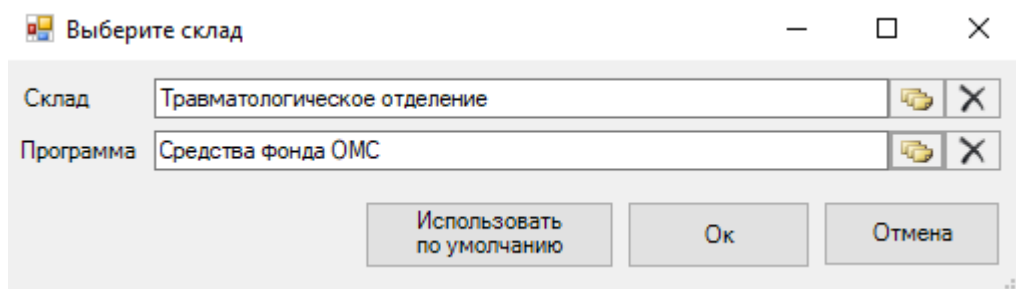 Выберите склад
Склад Травматологическое отделение
Программа Средства фонда ОМС
Использовать
по умолчанию
Ок
Отмена